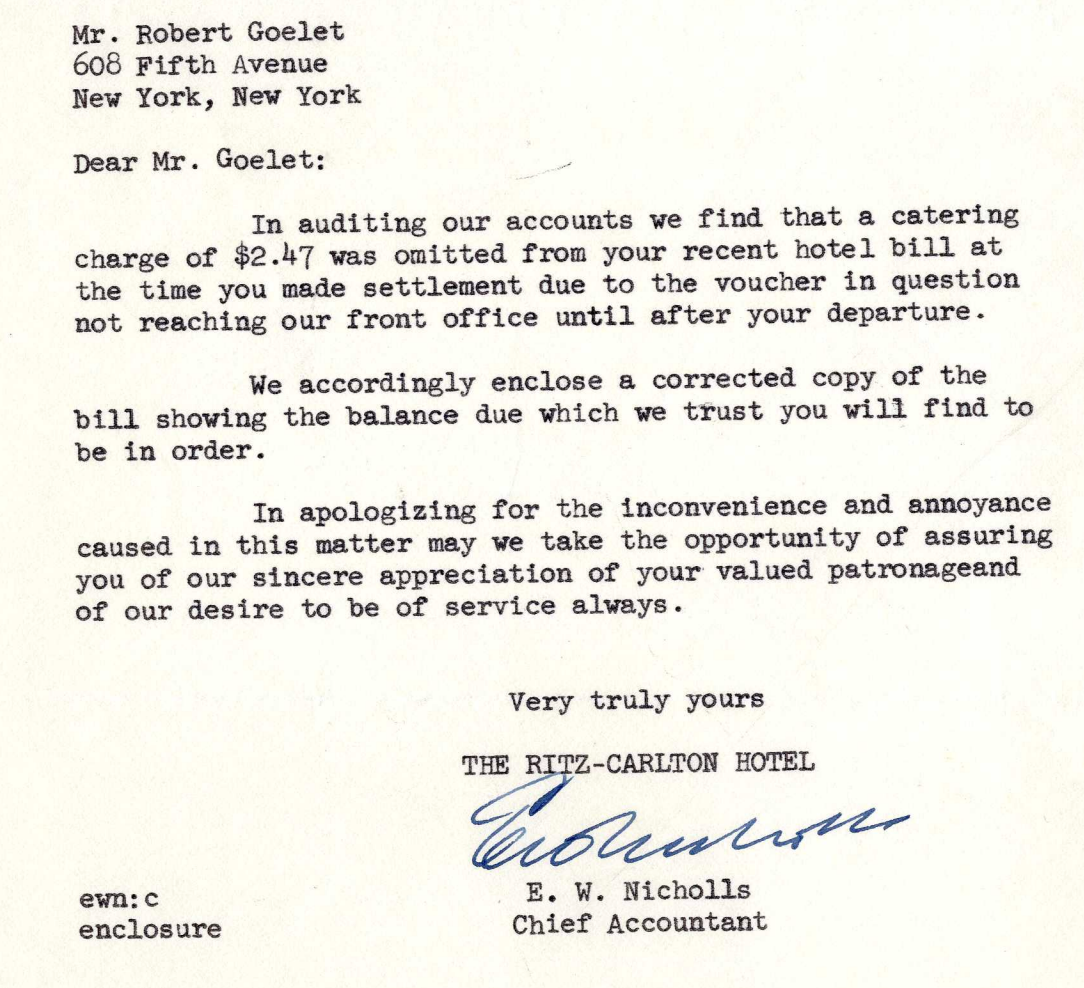 Mr. Robert Goelet
608 Fifth Avenue
New York, New York
Dear Mr. Goelet:
In auditing our accounts we find that a catering
charge of $2.47 was omitted from your recent hotel bill at
the time you made settlement due to the voucher in question
not reaching our front office until after your departure.
We accordingly enclose a corrected copy of the
bill showing the balance due which we trust you will find to
be in order.
In apologizing for the inconvenience and annoyance
caused in this matter may we take the opportunity of assuring
you of our sincere appreciation of your valued patronageand
of our desire to be of service always.
Very truly yours
THE RITZ-CARLTON HOTEL
E. W. Nicholls
ewn:c
Chief Accountant
enclosure